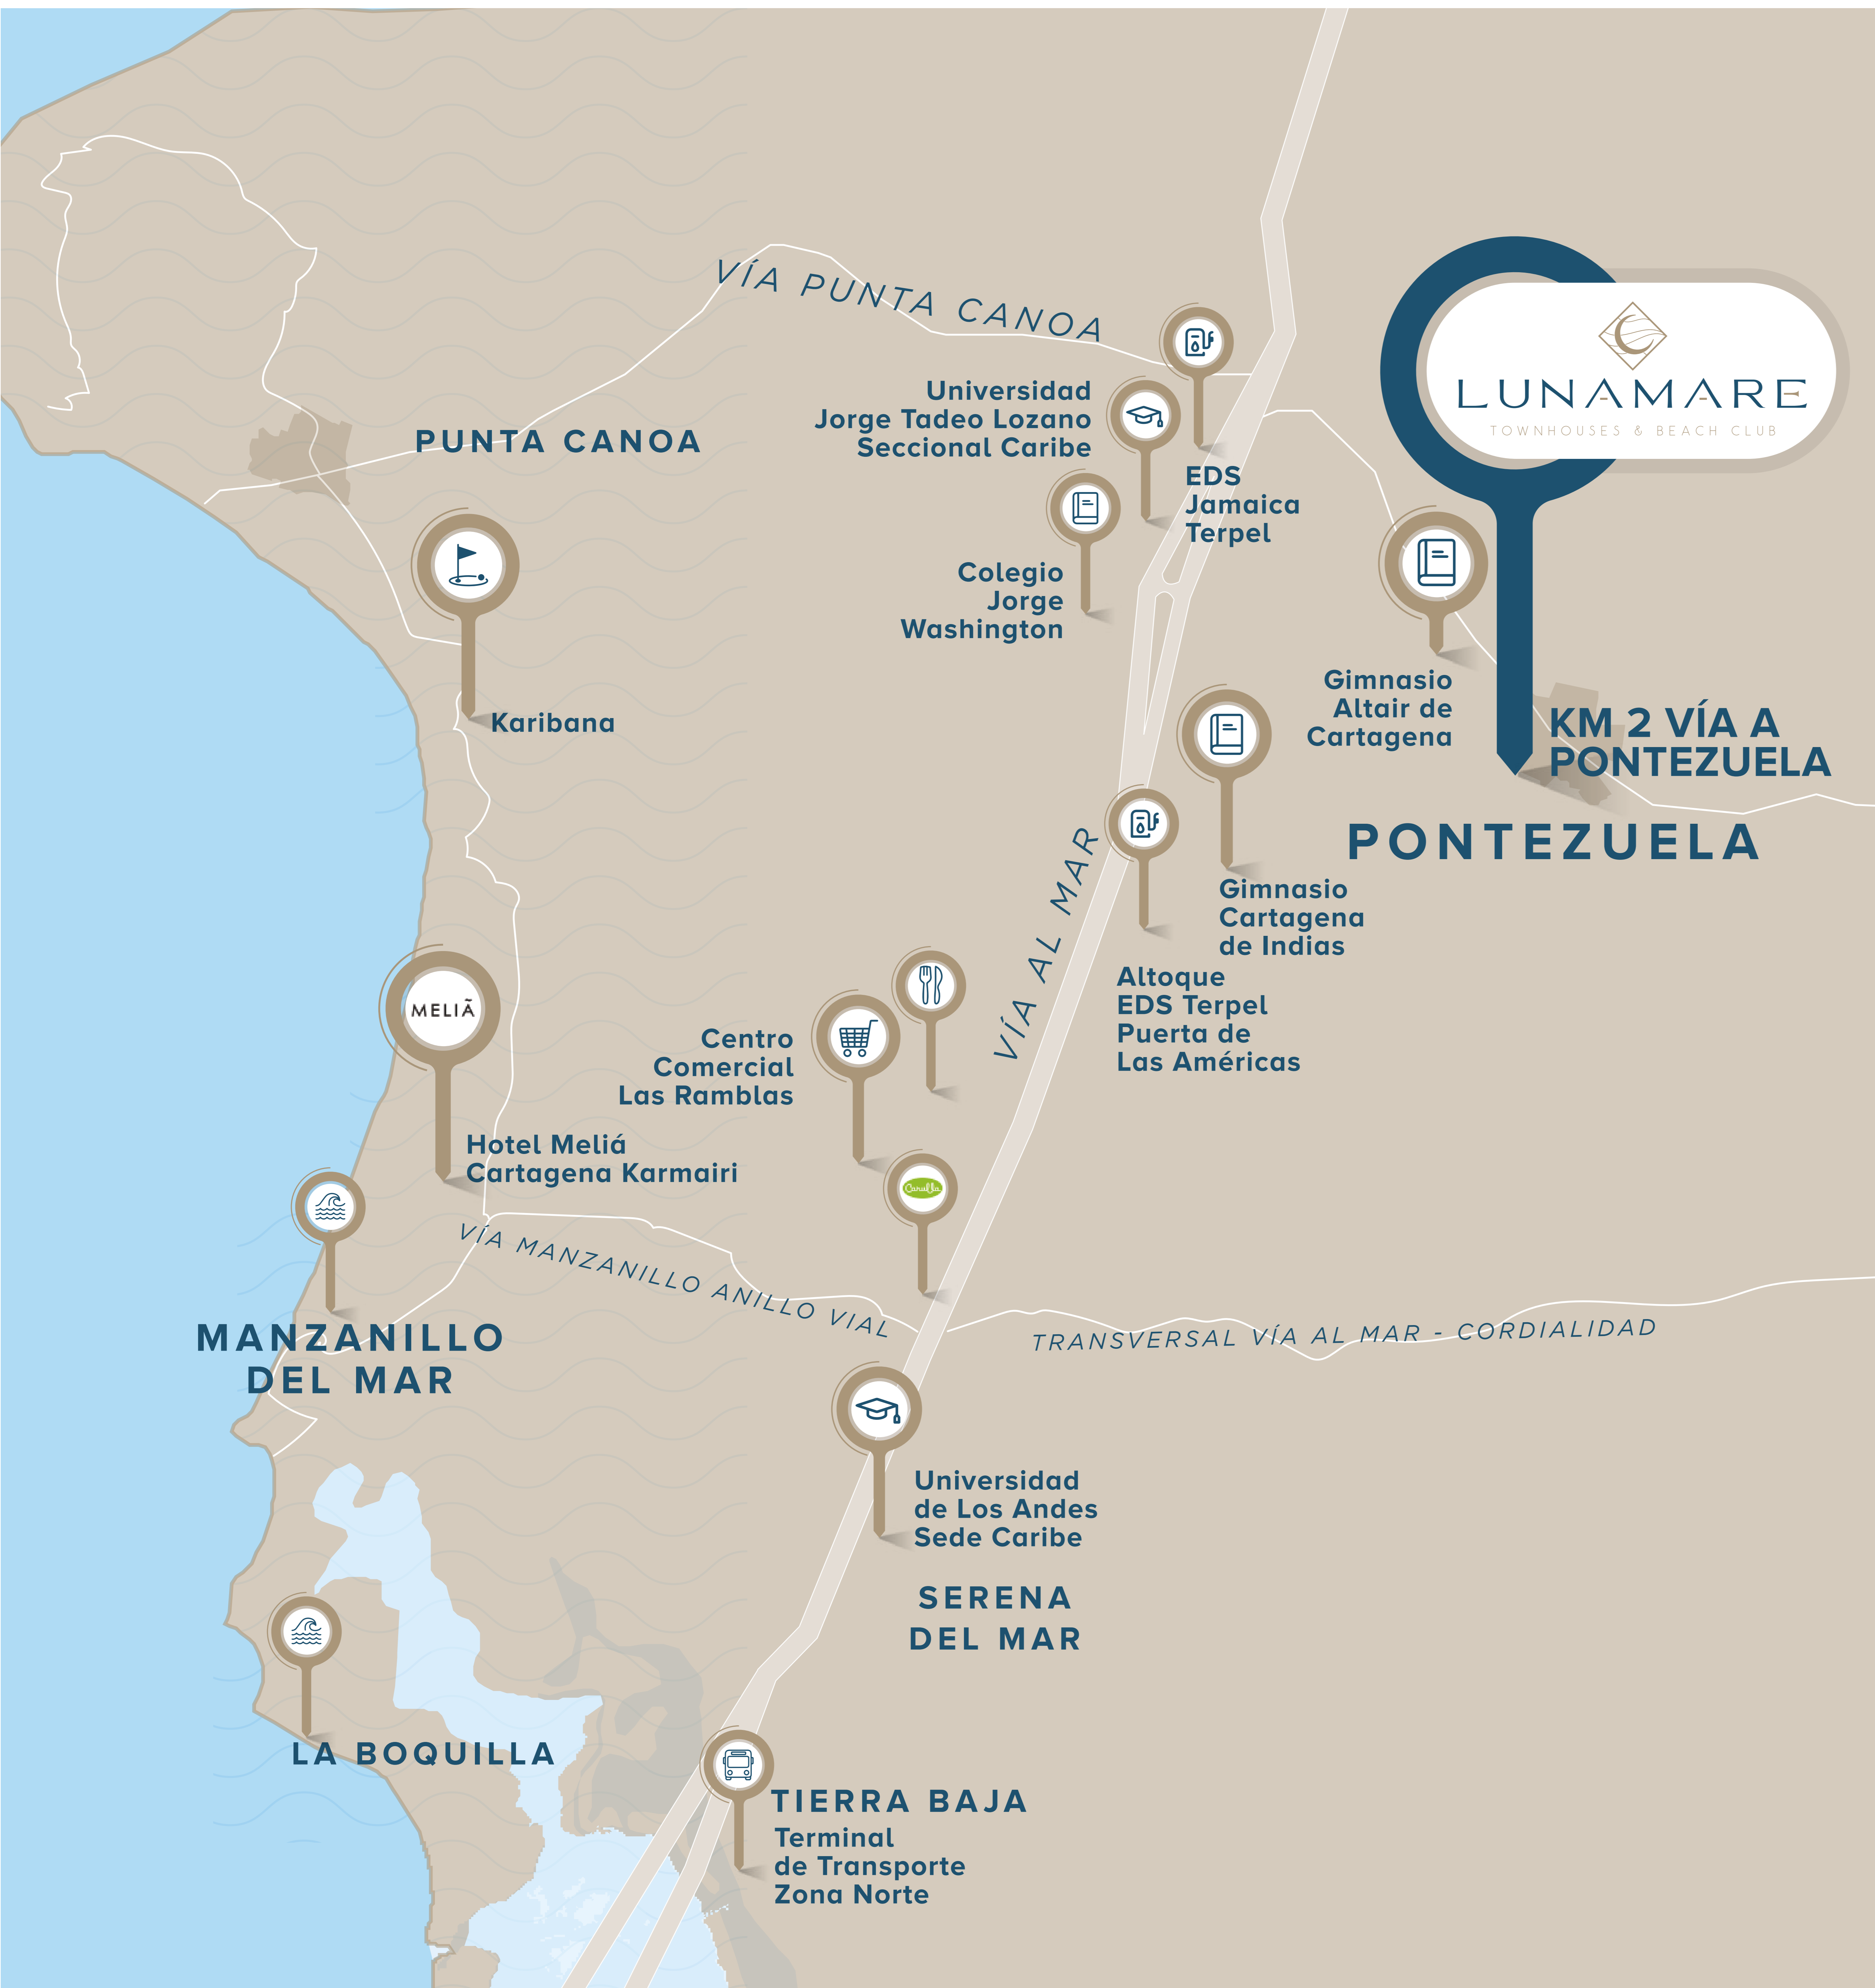 VÍA PUNTA CANOA
LUNAMARE
TOWNHOUSES & BEACH CLUB
Universidad
Jorge Tadeo Lozano
Seccional Caribe
PUNTA CANOA
EDS
Jamaica
Terpel
Colegio
Jorge
Washington
Gimnasio
Altair de
Cartagena
KM 2 VÍA A
PONTEZUELA
Karibana
PONTEZUELA
VÍA AL MAR
Gimnasio
Cartagena
de Indias
Altoque
EDS Terpel
Puerta de
Las Américas
MELIÃ
Centro
Comercial
Las Ramblas
Hotel Meliá
Cartagena Karmairi
Carulla
VÍA MANZANILLO ANILLO VIAL
TRANSVERSAL VÍA AL MAR - CORDIALIDAD
MANZANILLO
DEL MAR
Universidad
de Los Andes
Sede Caribe
SERENA
DEL MAR
LA BOQUILLA
TIERRA BAJA
Terminal
de Transporte
Zona Norte